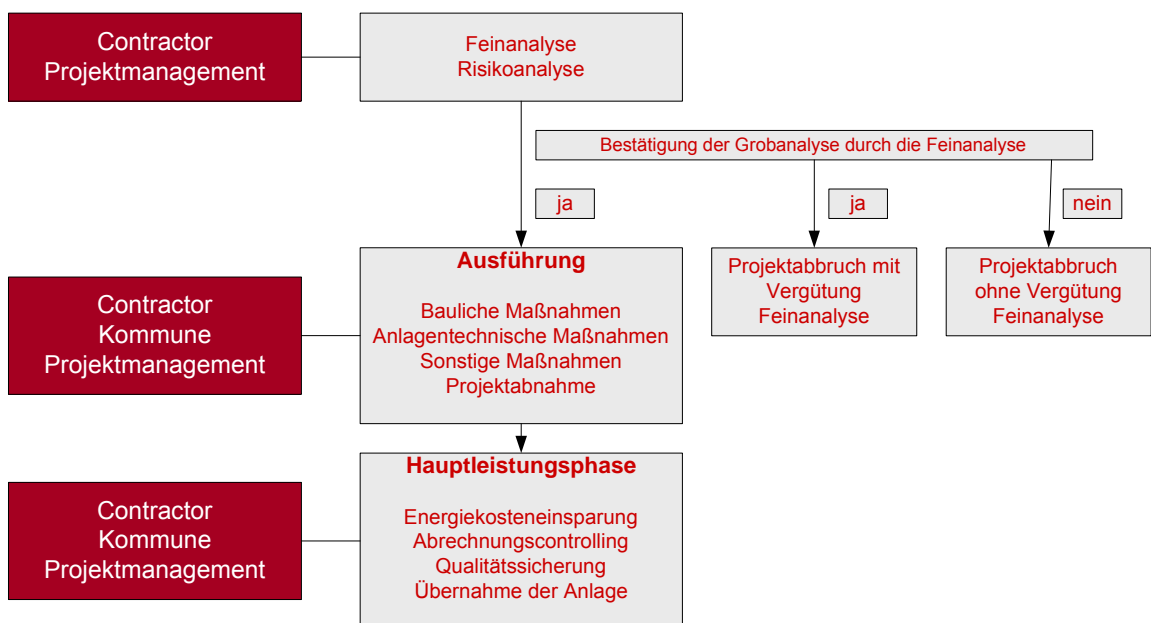 Contractor
Projektmanagement
Feinanalyse
Risikoanalyse
Bestätigung der Grobanalyse durch die Feinanalyse
ja
ja
nein
Contractor
Kommune
Projektmanagement
Ausführung
Bauliche Maßnahmen
Anlagentechnische Maßnahmen
Sonstige Maßnahmen
Projektabnahme
Projektabbruch mit
Vergütung
Feinanalyse
Projektabbruch
ohne Vergütung
Feinanalyse
Contractor
Kommune
Projektmanagement
Hauptleistungsphase
Energiekosteneinsparung
Abrechnungscontrolling
Qualitätssicherung
Übernahme der Anlage